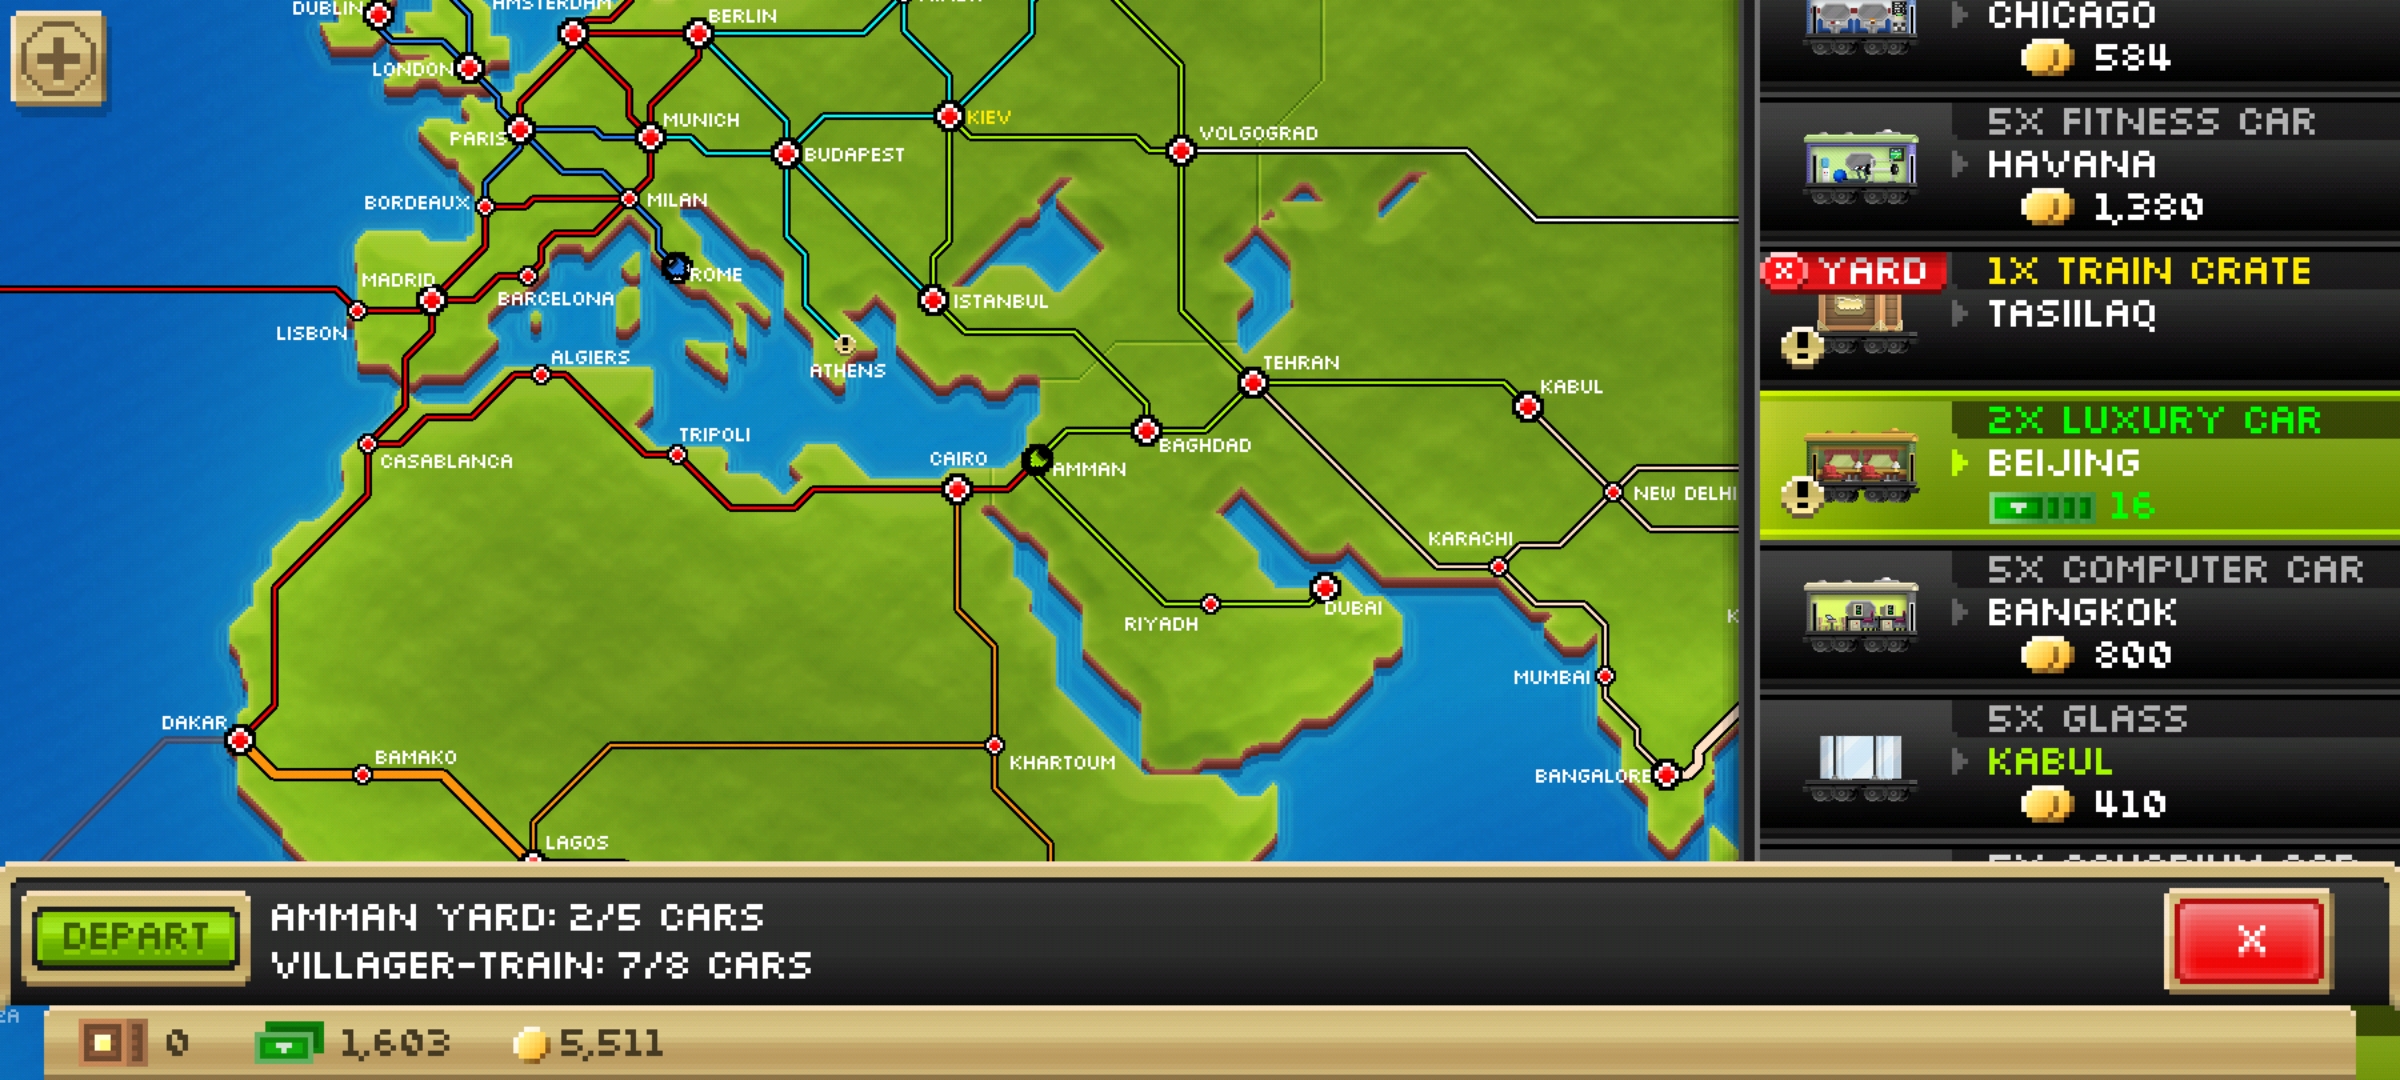 DUBLIN
AMSTERDAM
BERLIN
LONDON
PARIS
MUNICH
BUDAPEST
KIEV
VOLGOGRAD
BORDEAUX
MILAN
MADRID
ROME
BARCELONA
LISBON
ISTANBUL
ALGIERS
ATHENS
TEHRAN
KABUL
TRIPOLI
CASABLANCA
CAIRO
AMMAN
BAGHDAD
NEW DELHI
KARACHI
RIYADH
DUBAI
MUMBAI
DAKAR
BAMAKO
KHARTOUM
BANGALORE
LAGOS
CHICAGO
584
5X FITNESS CAR
HAVANA
1,380
YARD
1X TRAIN CRATE
TASIILAQ
2X LUXURY CAR
BEIJING
16
5X COMPUTER CAR
BANGKOK
800
5X GLASS
KABUL
410
DEPART
AMMAN YARD: 2/5 CARS
VILLAGER-TRAIN: 7/8 CARS
X
0
1,603
5,511